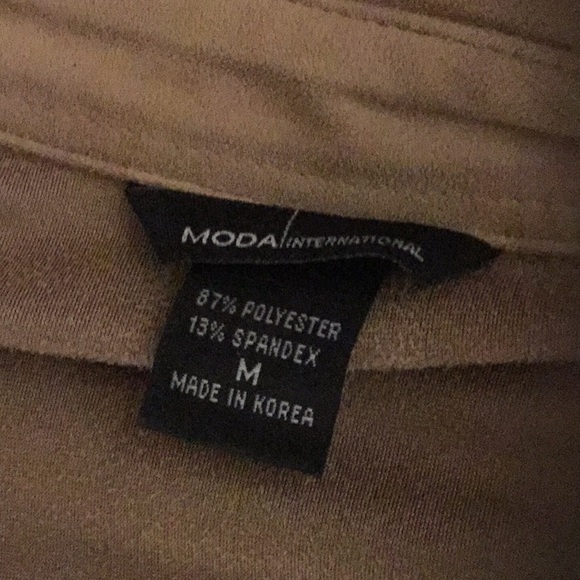 MODA/INTERNATIONAL
87% POLYESTER
13% SPANDEX
M
MADE IN KOREA